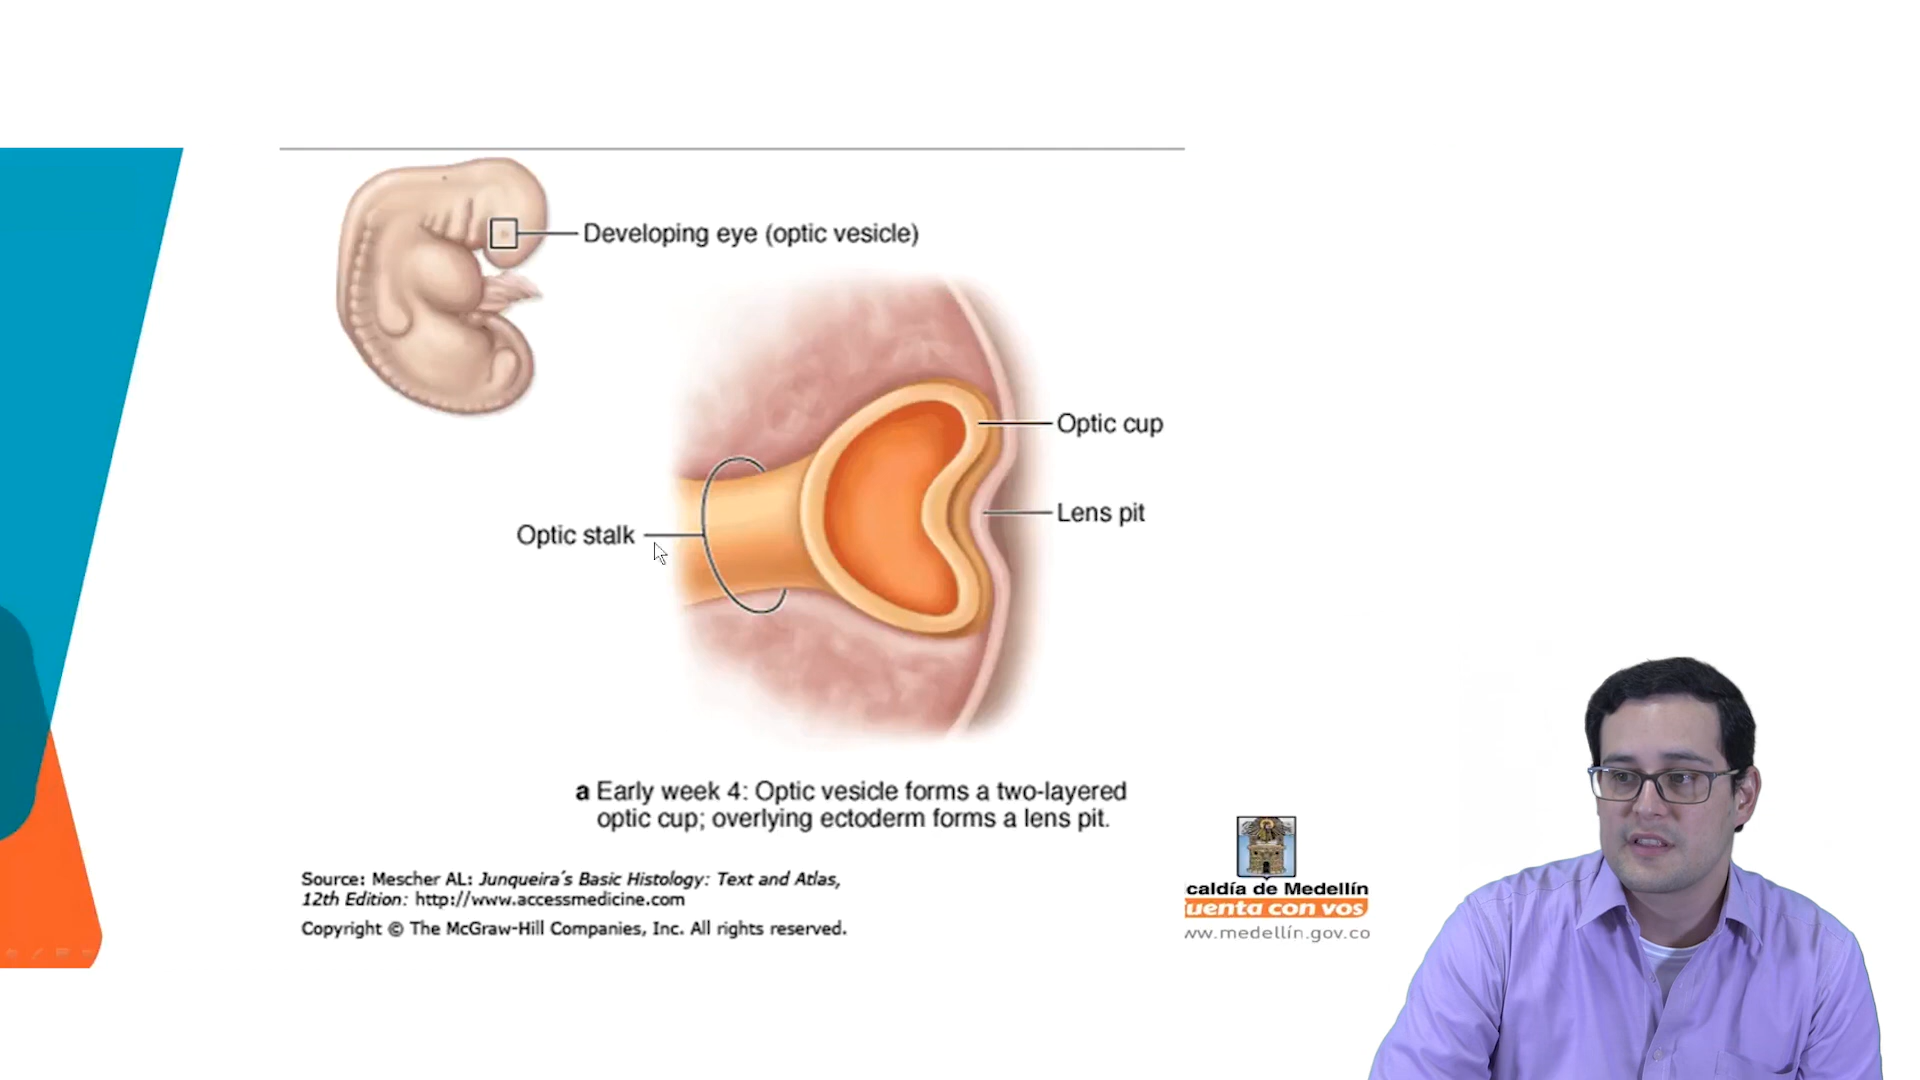 Developing eye (optic vesicle)
Optic cup
Lens pit
Optic stalk
a Early week 4: Optic vesicle forms a two-layered
optic cup; overlying ectoderm forms a lens pit.
Source: Mescher AL: Junqueira´s Basic Histology: Text and Atlas,
12th Edition: http://www.accessmedicine.com
Copyright © The McGraw-Hill Companies, Inc. All rights reserved.
caldía de Medellín
uenta con vos
ww.medellín.gov.co